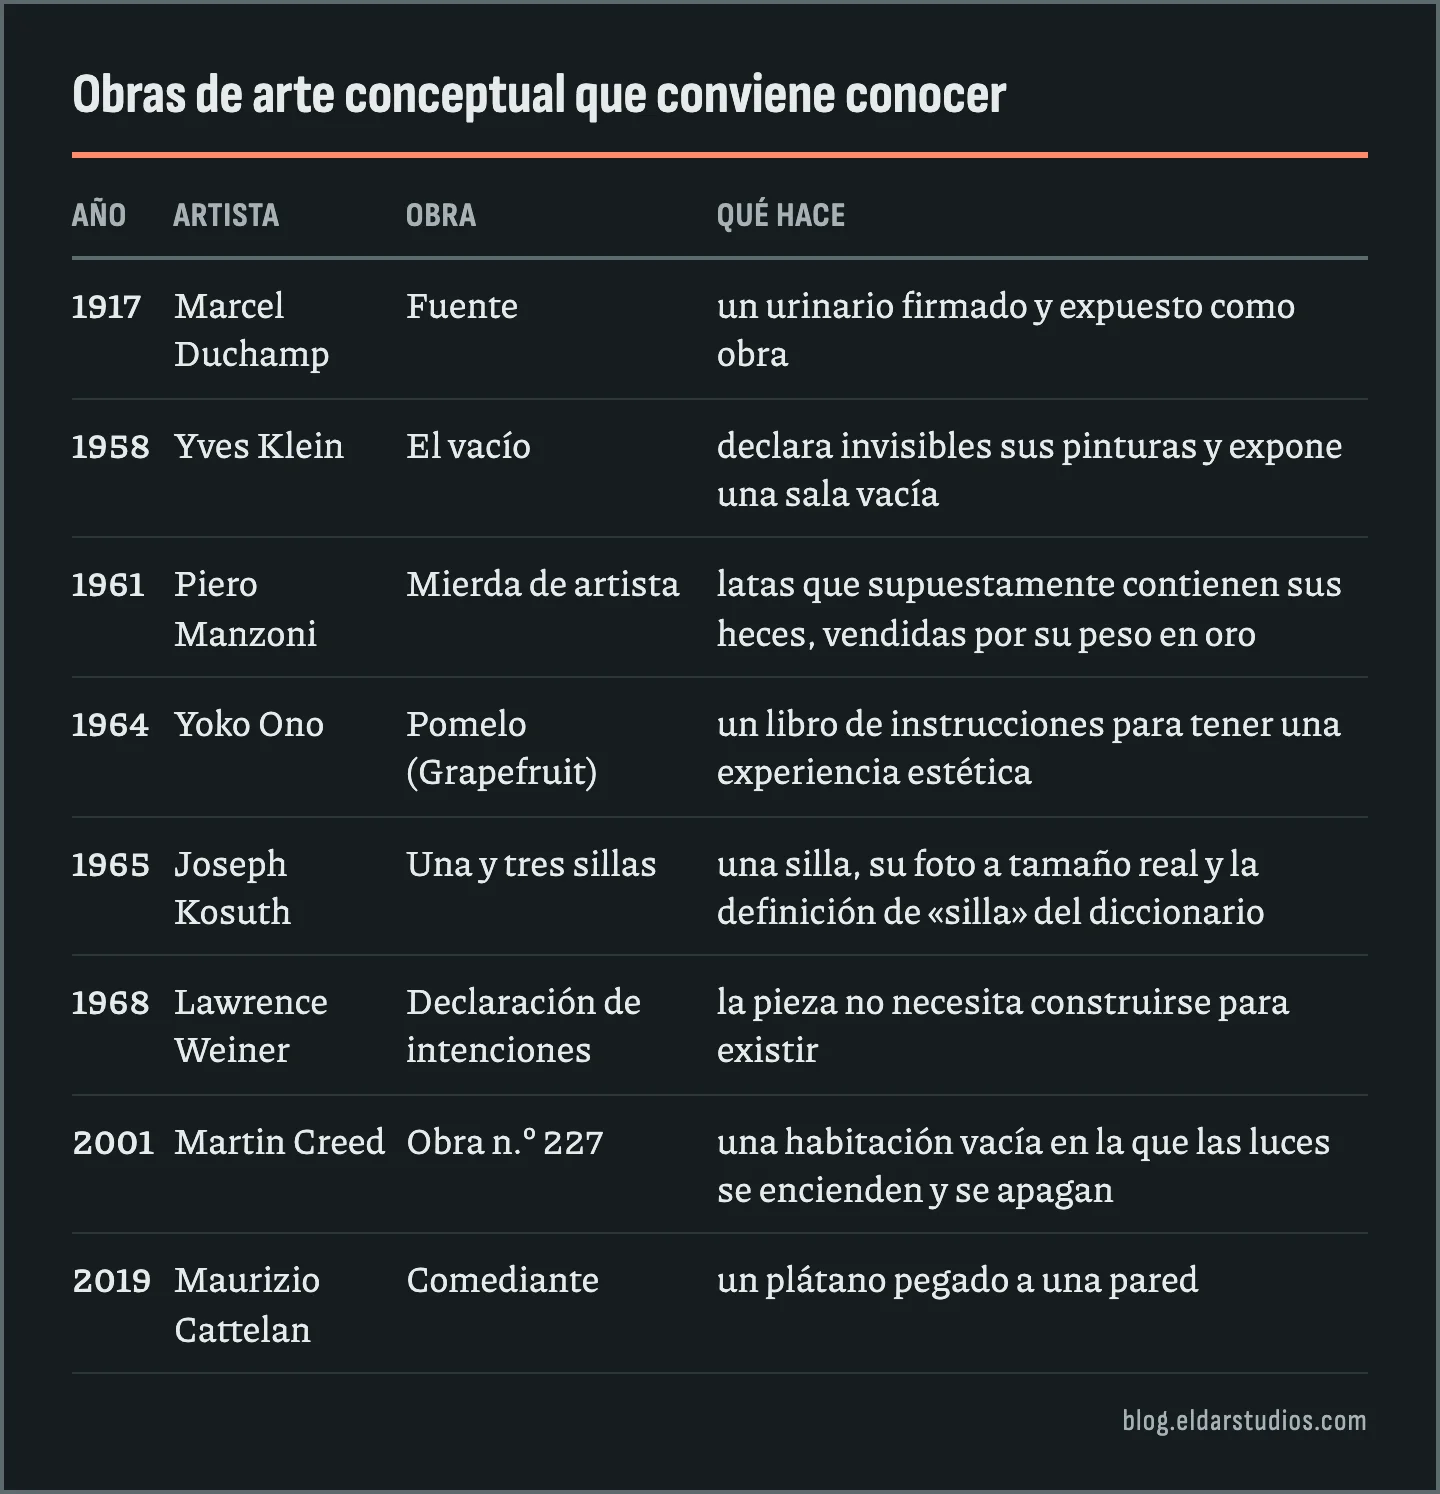 Obras de arte conceptual que conviene conocer
AÑO ARTISTA OBRA QUÉ HACE
1917 Marcel Fuente un urinario firmado y expuesto como
Duchamp obra
1958 Yves Klein El vacío declara invisibles sus pinturas y expone
una sala vacía
1961 Piero Mierda de artista latas que supuestamente contienen sus
Manzoni heces, vendidas por su peso en oro
1964 Yoko Ono Pomelo un libro de instrucciones para tener una
(Grapefruit) experiencia estética
1965 Joseph Una y tres sillas una silla, su foto a tamaño real y la
Kosuth definición de «silla» del diccionario
1968 Lawrence Declaración de la pieza no necesita construirse para
Weiner intenciones existir
2001 Martin Creed Obra n.º 227 una habitación vacía en la que las luces
se encienden y se apagan
2019 Maurizio Comediante un plátano pegado a una pared
Cattelan
blog.eldarstudios.com